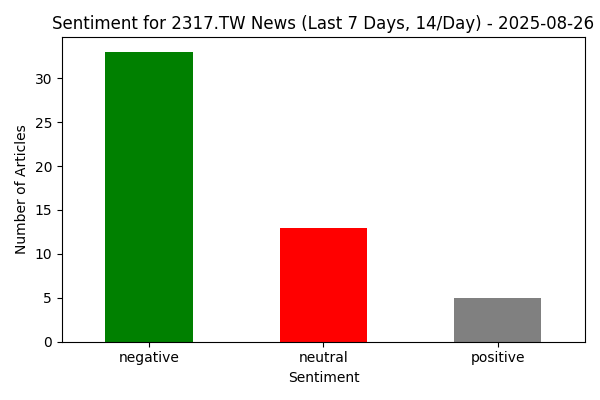 Sentiment for 2317.TW News (Last 7 Days, 14/Day) - 2025-08-26
Number of Articles
30
25
20
15
10
5
0
negative neutral positive
Sentiment